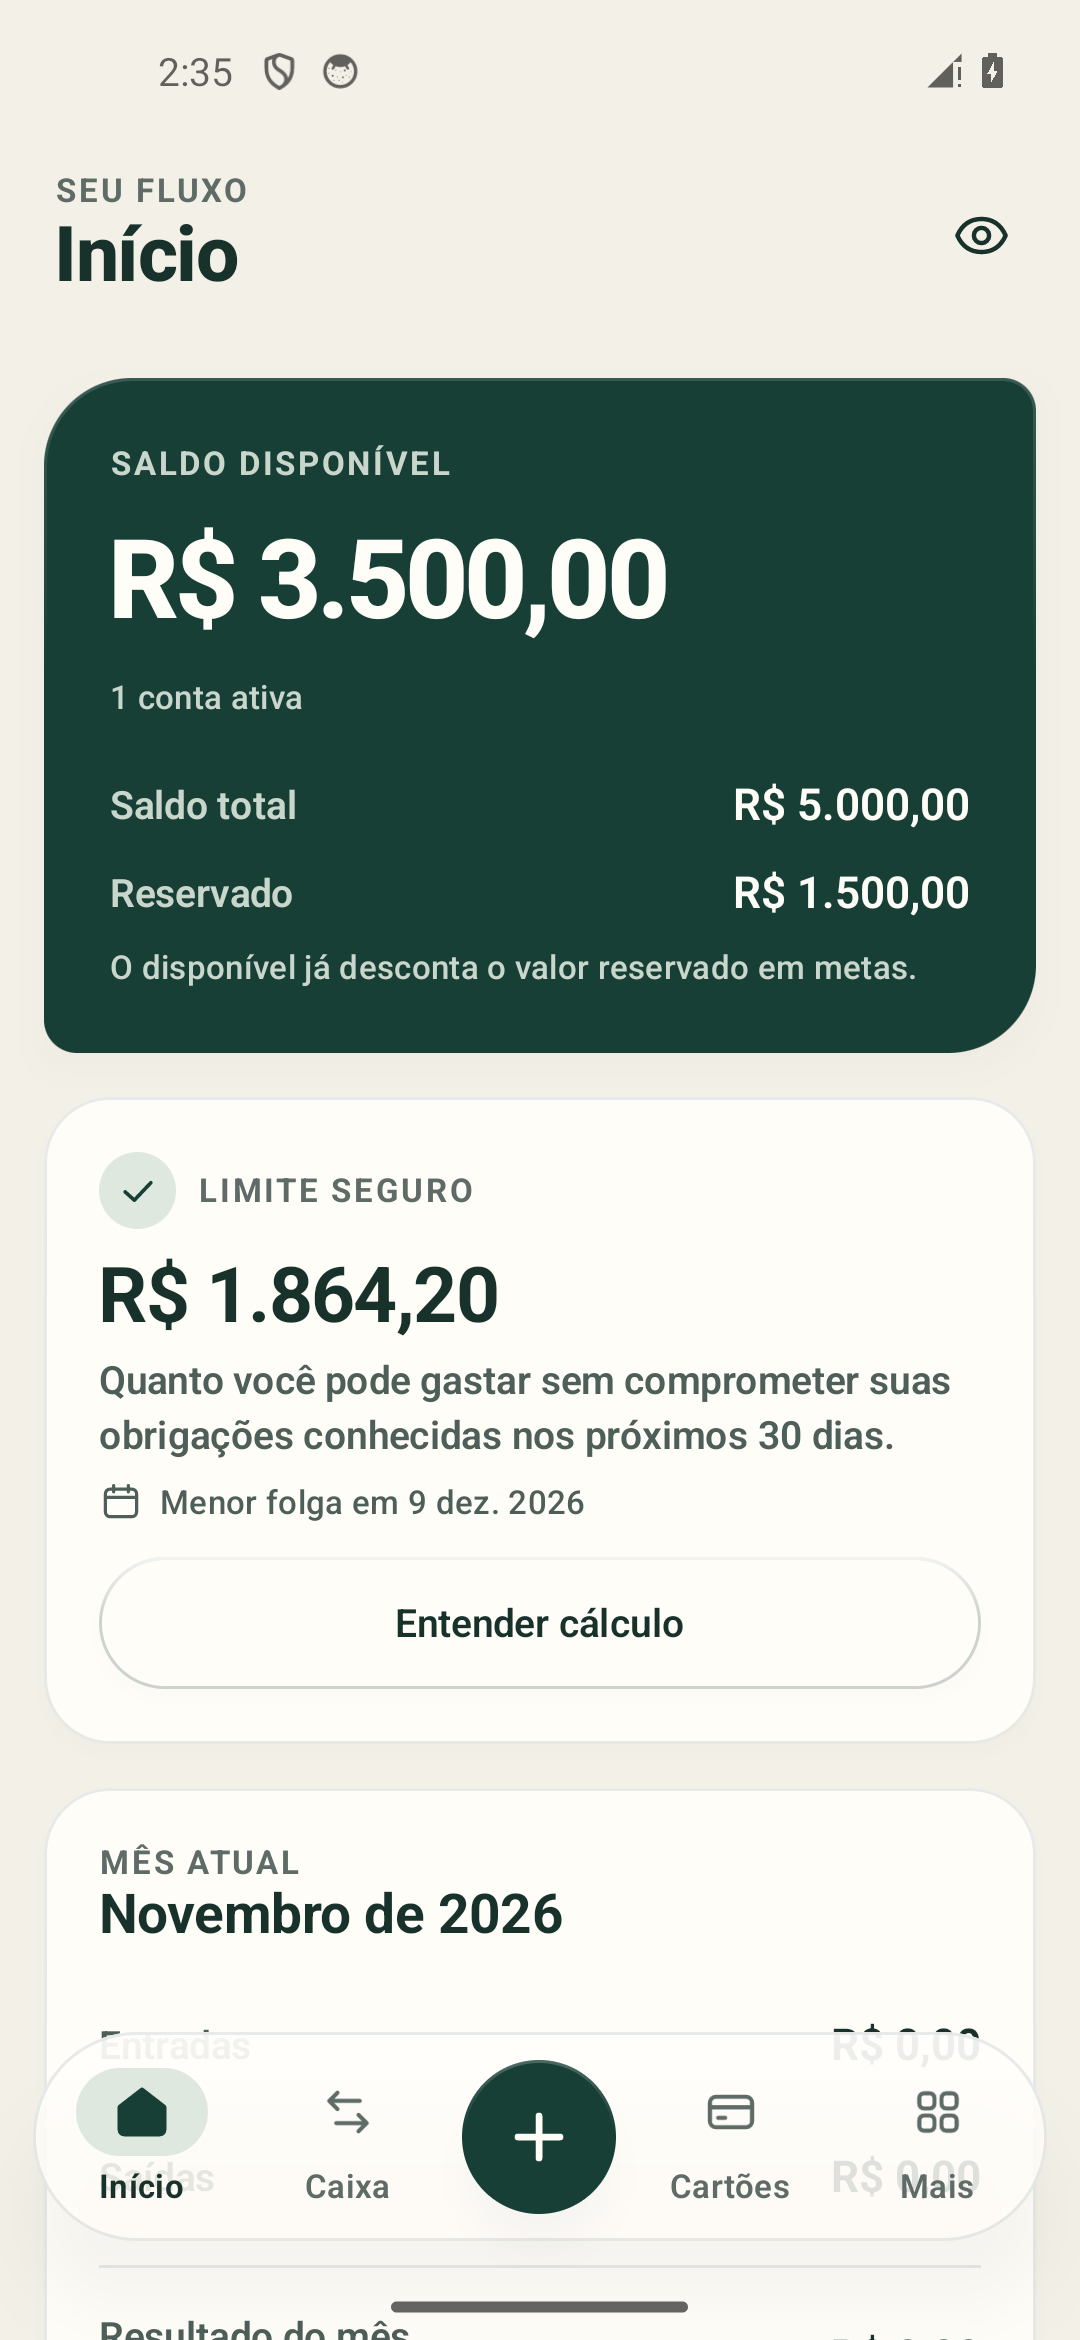 2:35
SEU FLUXO
Início
SALDO DISPONÍVEL
R$ 3.500,00
1 conta ativa
Saldo total R$ 5.000,00
Reservado R$ 1.500,00
O disponível já desconta o valor reservado em metas.
LIMITE SEGURO
R$ 1.864,20
Quanto você pode gastar sem comprometer suas
obrigações conhecidas nos próximos 30 dias.
Menor folga em 9 dez. 2026
Entender cálculo
MÊS ATUAL
Novembro de 2026
Entradas R$ 0,00
Saídas R$ 0,00
Início Caixa Cartões Mais
Resultado do mês